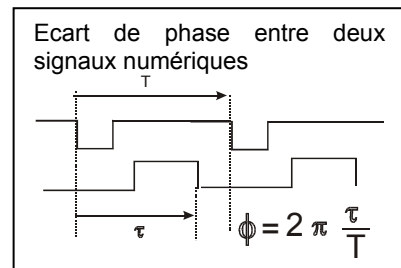 Ecart de phase entre deux
signaux numériques
T
τ
ϕ = 2 π τ/T